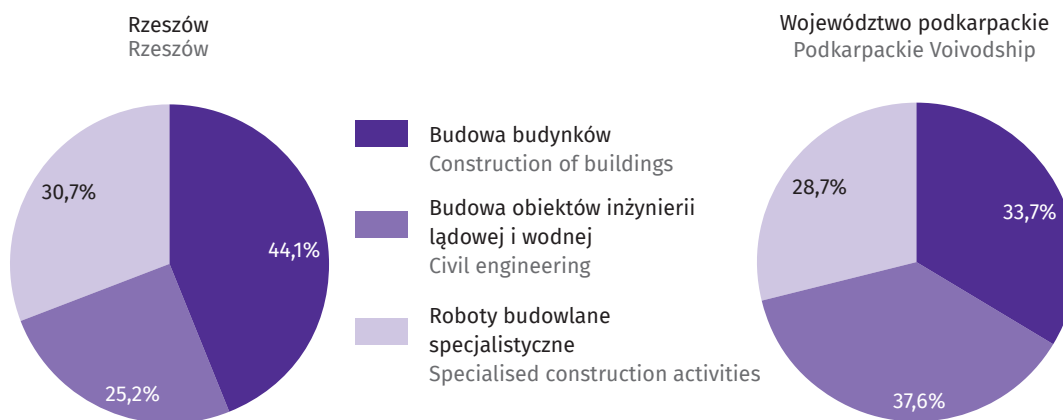 Rzeszów
Rzeszów
30,7%
44,1%
25,2%
Budowa budynków
Construction of buildings
Budowa obiektów inżynierii
lądowej i wodnej
Civil engineering
Roboty budowlane
specjalistyczne
Specialised construction activities
Województwo podkarpackie
Podkarpackie Voivodship
28,7%
33,7%
37,6%